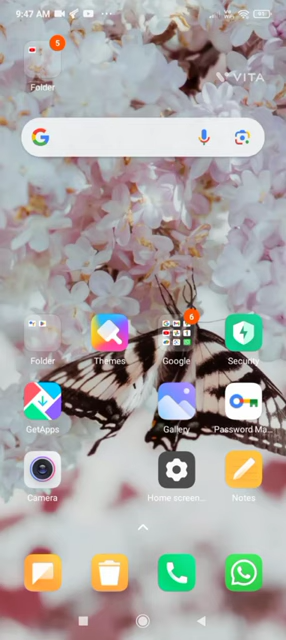 9:47 AM
5
Folder
VITA
6
Folder Themes Google Security
GetApps Gallery Password Ma...
Camera Home screen... Notes